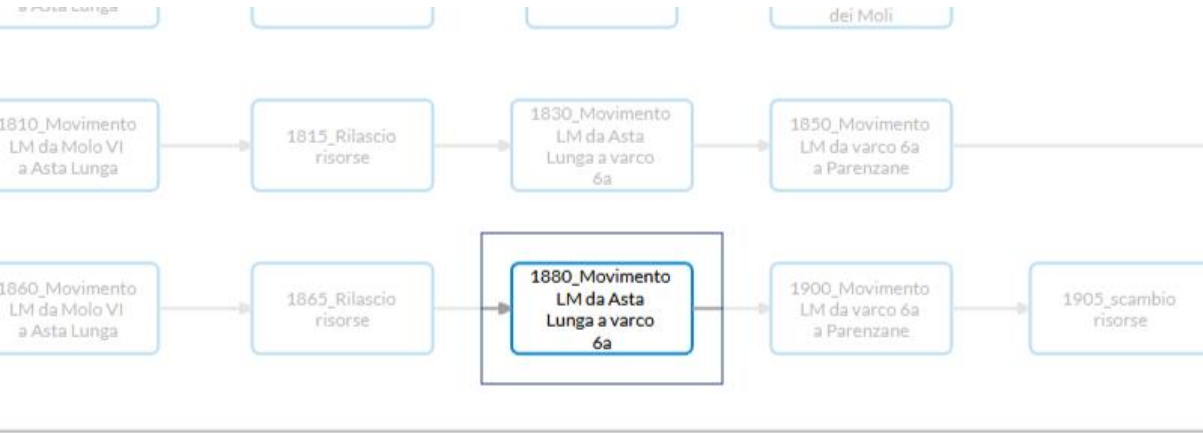 dei Moli
1810_Movimento
LM da Molo VI
a Asta Lunga
1815_Rilascio
risorse
1830_Movimento
LM da Asta
Lunga a varco
6a
1850_Movimento
LM da varco 6a
a Parenzane
1860_Movimento
LM da Molo VI
a Asta Lunga
1865_Rilascio
risorse
1880_Movimento
LM da Asta
Lunga a varco
6a
1900_Movimento
LM da varco 6a
a Parenzane
1905_scambio
risorse